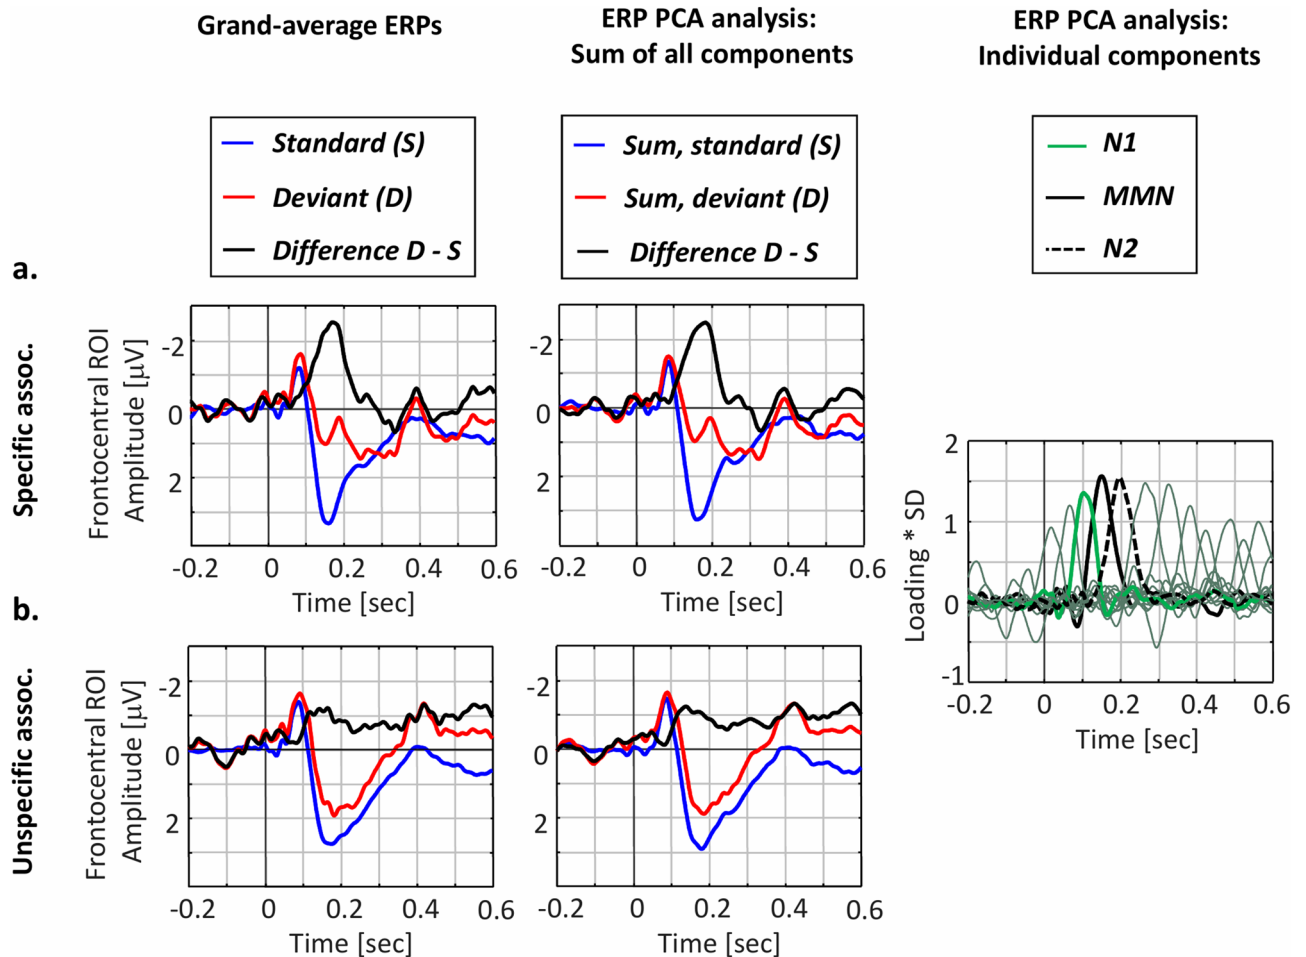 Grand-average ERPs
ERP PCA analysis:
Sum of all components
ERP PCA analysis:
Individual components
Standard (S)
Deviant (D)
Difference D - S
Sum, standard (S)
Sum, deviant (D)
Difference D - S
N1
MMN
N2
a.
Specific assoc.
Frontocentral ROI
Amplitude [µV]
-2
0
2
-0.2
0
0.2
0.4
0.6
Time [sec]
-2
0
2
-0.2
0
0.2
0.4
0.6
Time [sec]
Loading * SD
2
1
0
-1
-0.2
0
0.2
0.4
0.6
Time [sec]
b.
Unspecific assoc.
Frontocentral ROI
Amplitude [µV]
-2
0
2
-0.2
0
0.2
0.4
0.6
Time [sec]
-2
0
2
-0.2
0
0.2
0.4
0.6
Time [sec]